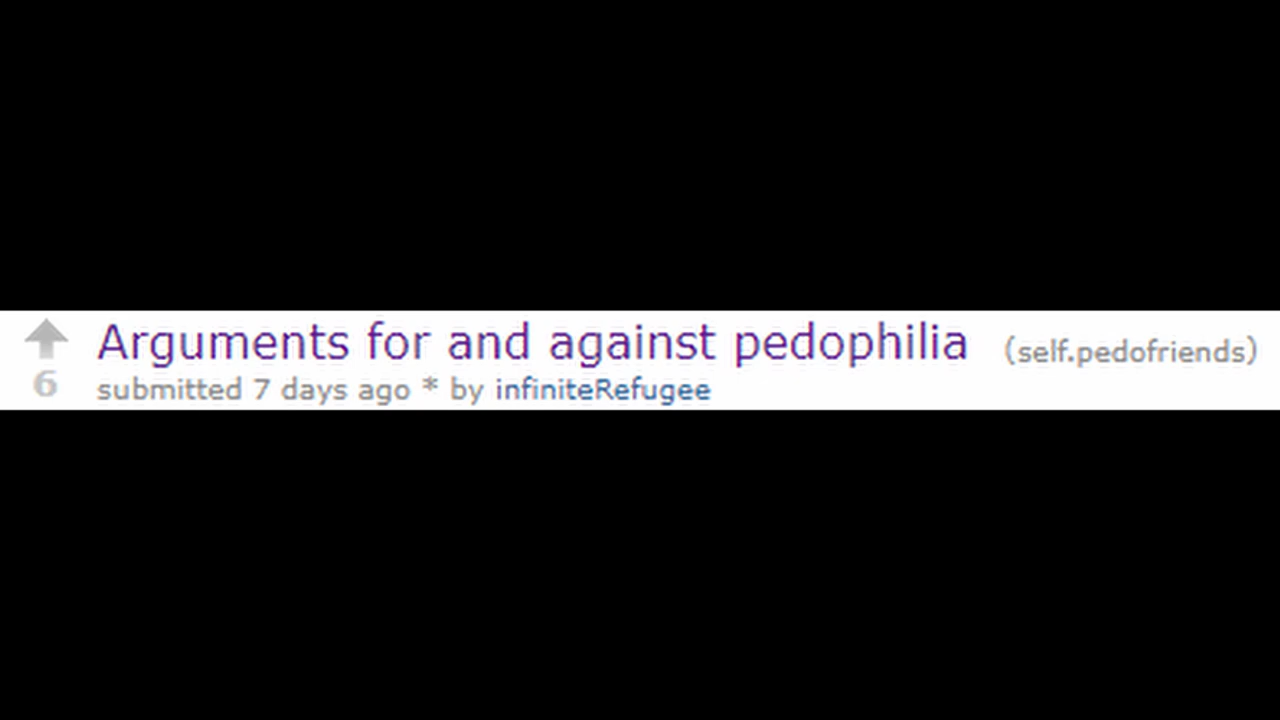 Arguments for and against pedophilia (self.pedofriends)
6 submitted 7 days ago * by infiniteRefugee